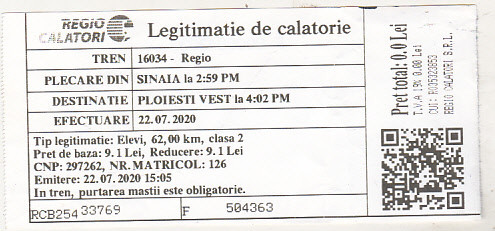 REGIO
CALATORI
Legitimatie de calatorie
TREN 16034 - Regio
PLECARE DIN SINAIA la 2:59 PM
DESTINATIE PLOIESTI VEST la 4:02 PM
EFECTUARE 22.07.2020
Tip legitimatie: Elevi, 62,00 km, clasa 2
Pret de baza: 9.1 Lei, Reducere: 9.1 Lei
CNP: 297262, NR. MATRICOL: 126
Emitere: 22.07.2020 15:05
In tren, purtarea mastii este obligatorie.
RCB254 33769 F 504363
Pret total: 0.0 Lei
T.V.A 19% 0.00 Lei
CUI: RO35323853
REGIO CALATORI S.R.L.